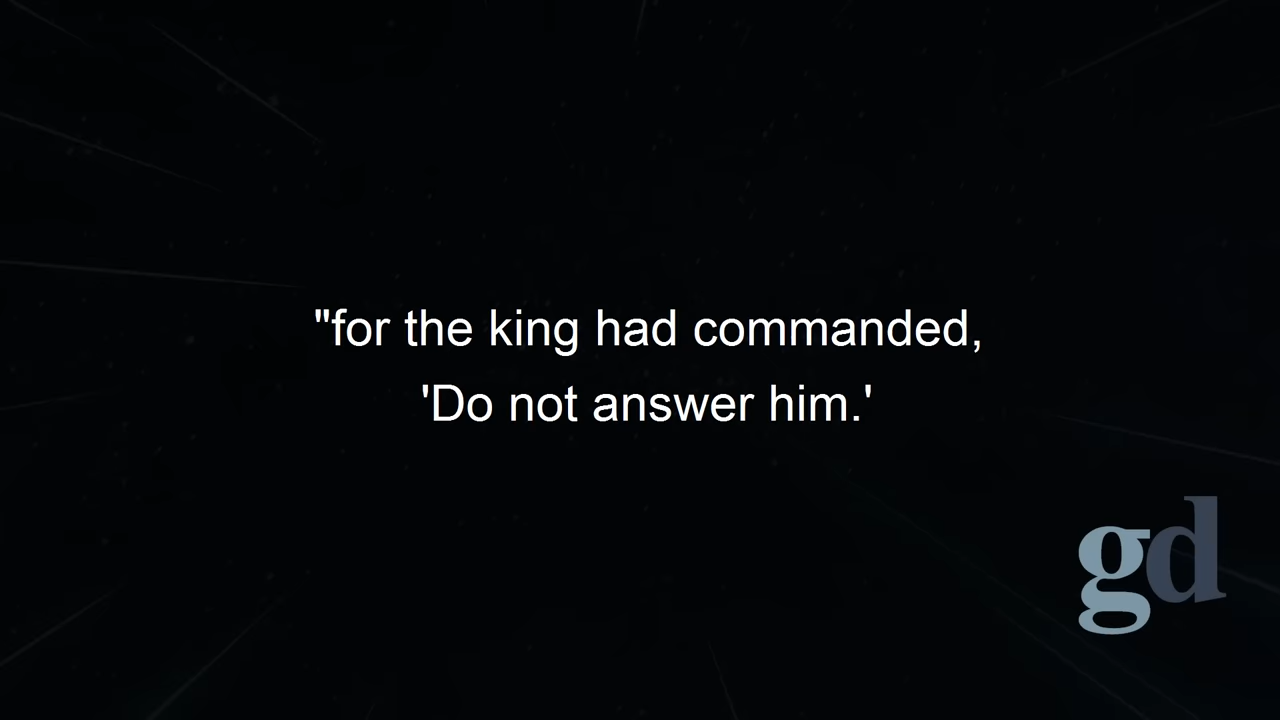 "for the king had commanded,
'Do not answer him.'
gd